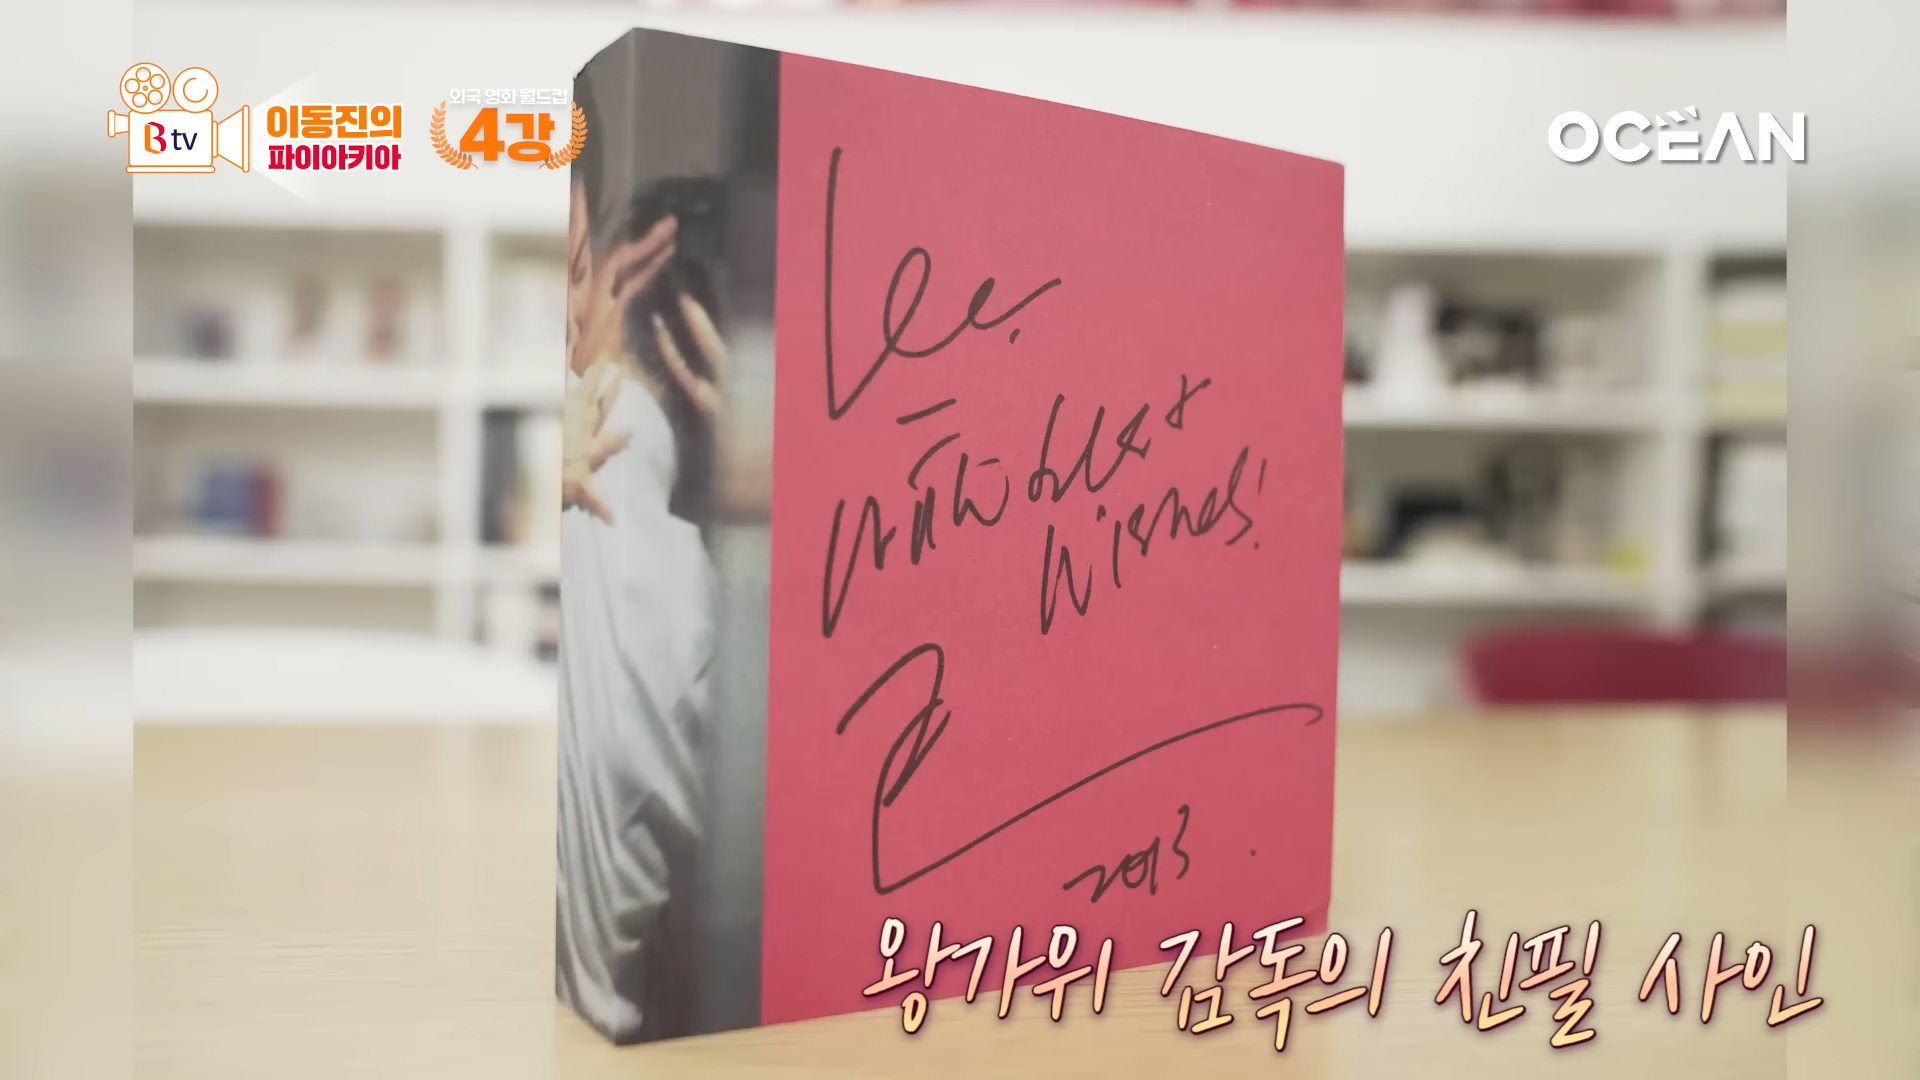 B tv
이동진의
파이아키아
외국 영화 월드컵
4강
OCEAN
Lee.
With best
wishes!
2013
왕가위 감독의 친필 사인